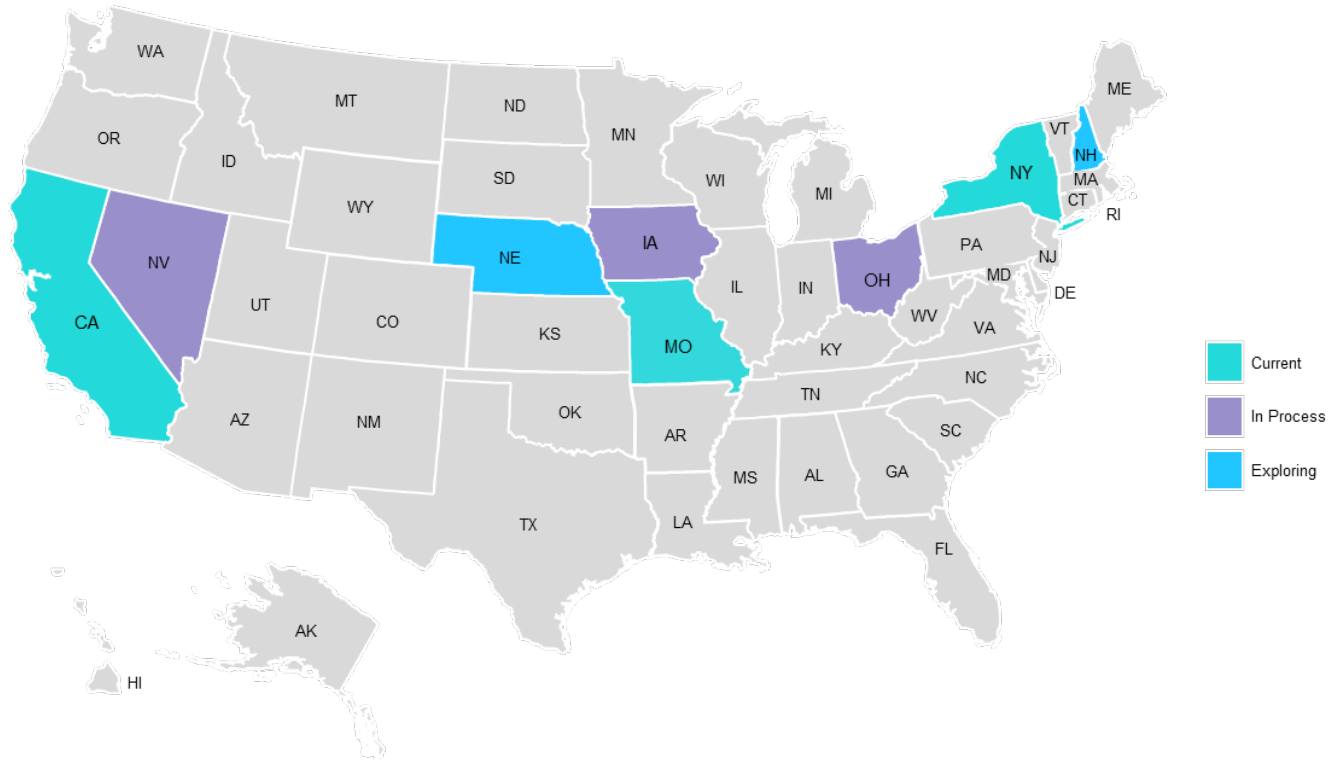 WA
MT
ND
MN
ME
OR
ID
SD
WI
MI
VT
NH
NY
MA
CT
RI
WY
NV
NE
IA
PA
NJ
OH
MD
DE
UT
CO
IL
IN
WV
VA
CA
KS
MO
KY
NC
TN
AZ
NM
OK
AR
SC
MS
AL
GA
TX
LA
FL
AK
HI
Current
In Process
Exploring